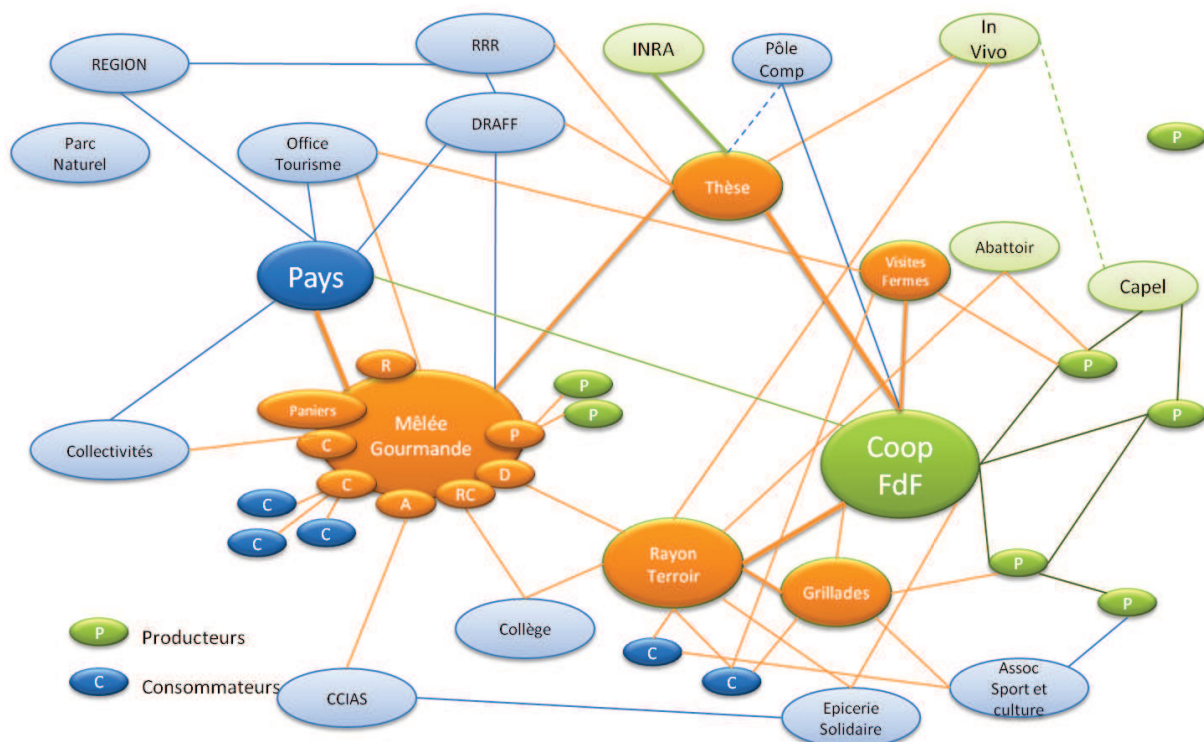 RRR
INRA
Pôle
Comp
In
Vivo
REGION
DRAFF
Parc
Naturel
Office
Tourisme
P
Thèse
Visites
Fermes
Abattoir
Pays
Capel
R
P
P
Paniers
Mêlée
Gourmande
P
P
C
P
Collectivités
Coop
FdF
D
C
RC
A
C
C
C
Rayon
Terroir
P
Grillades
P
P
Producteurs
Collège
C
C
Consommateurs
C
CCIAS
Epicerie
Solidaire
Assoc
Sport et
culture